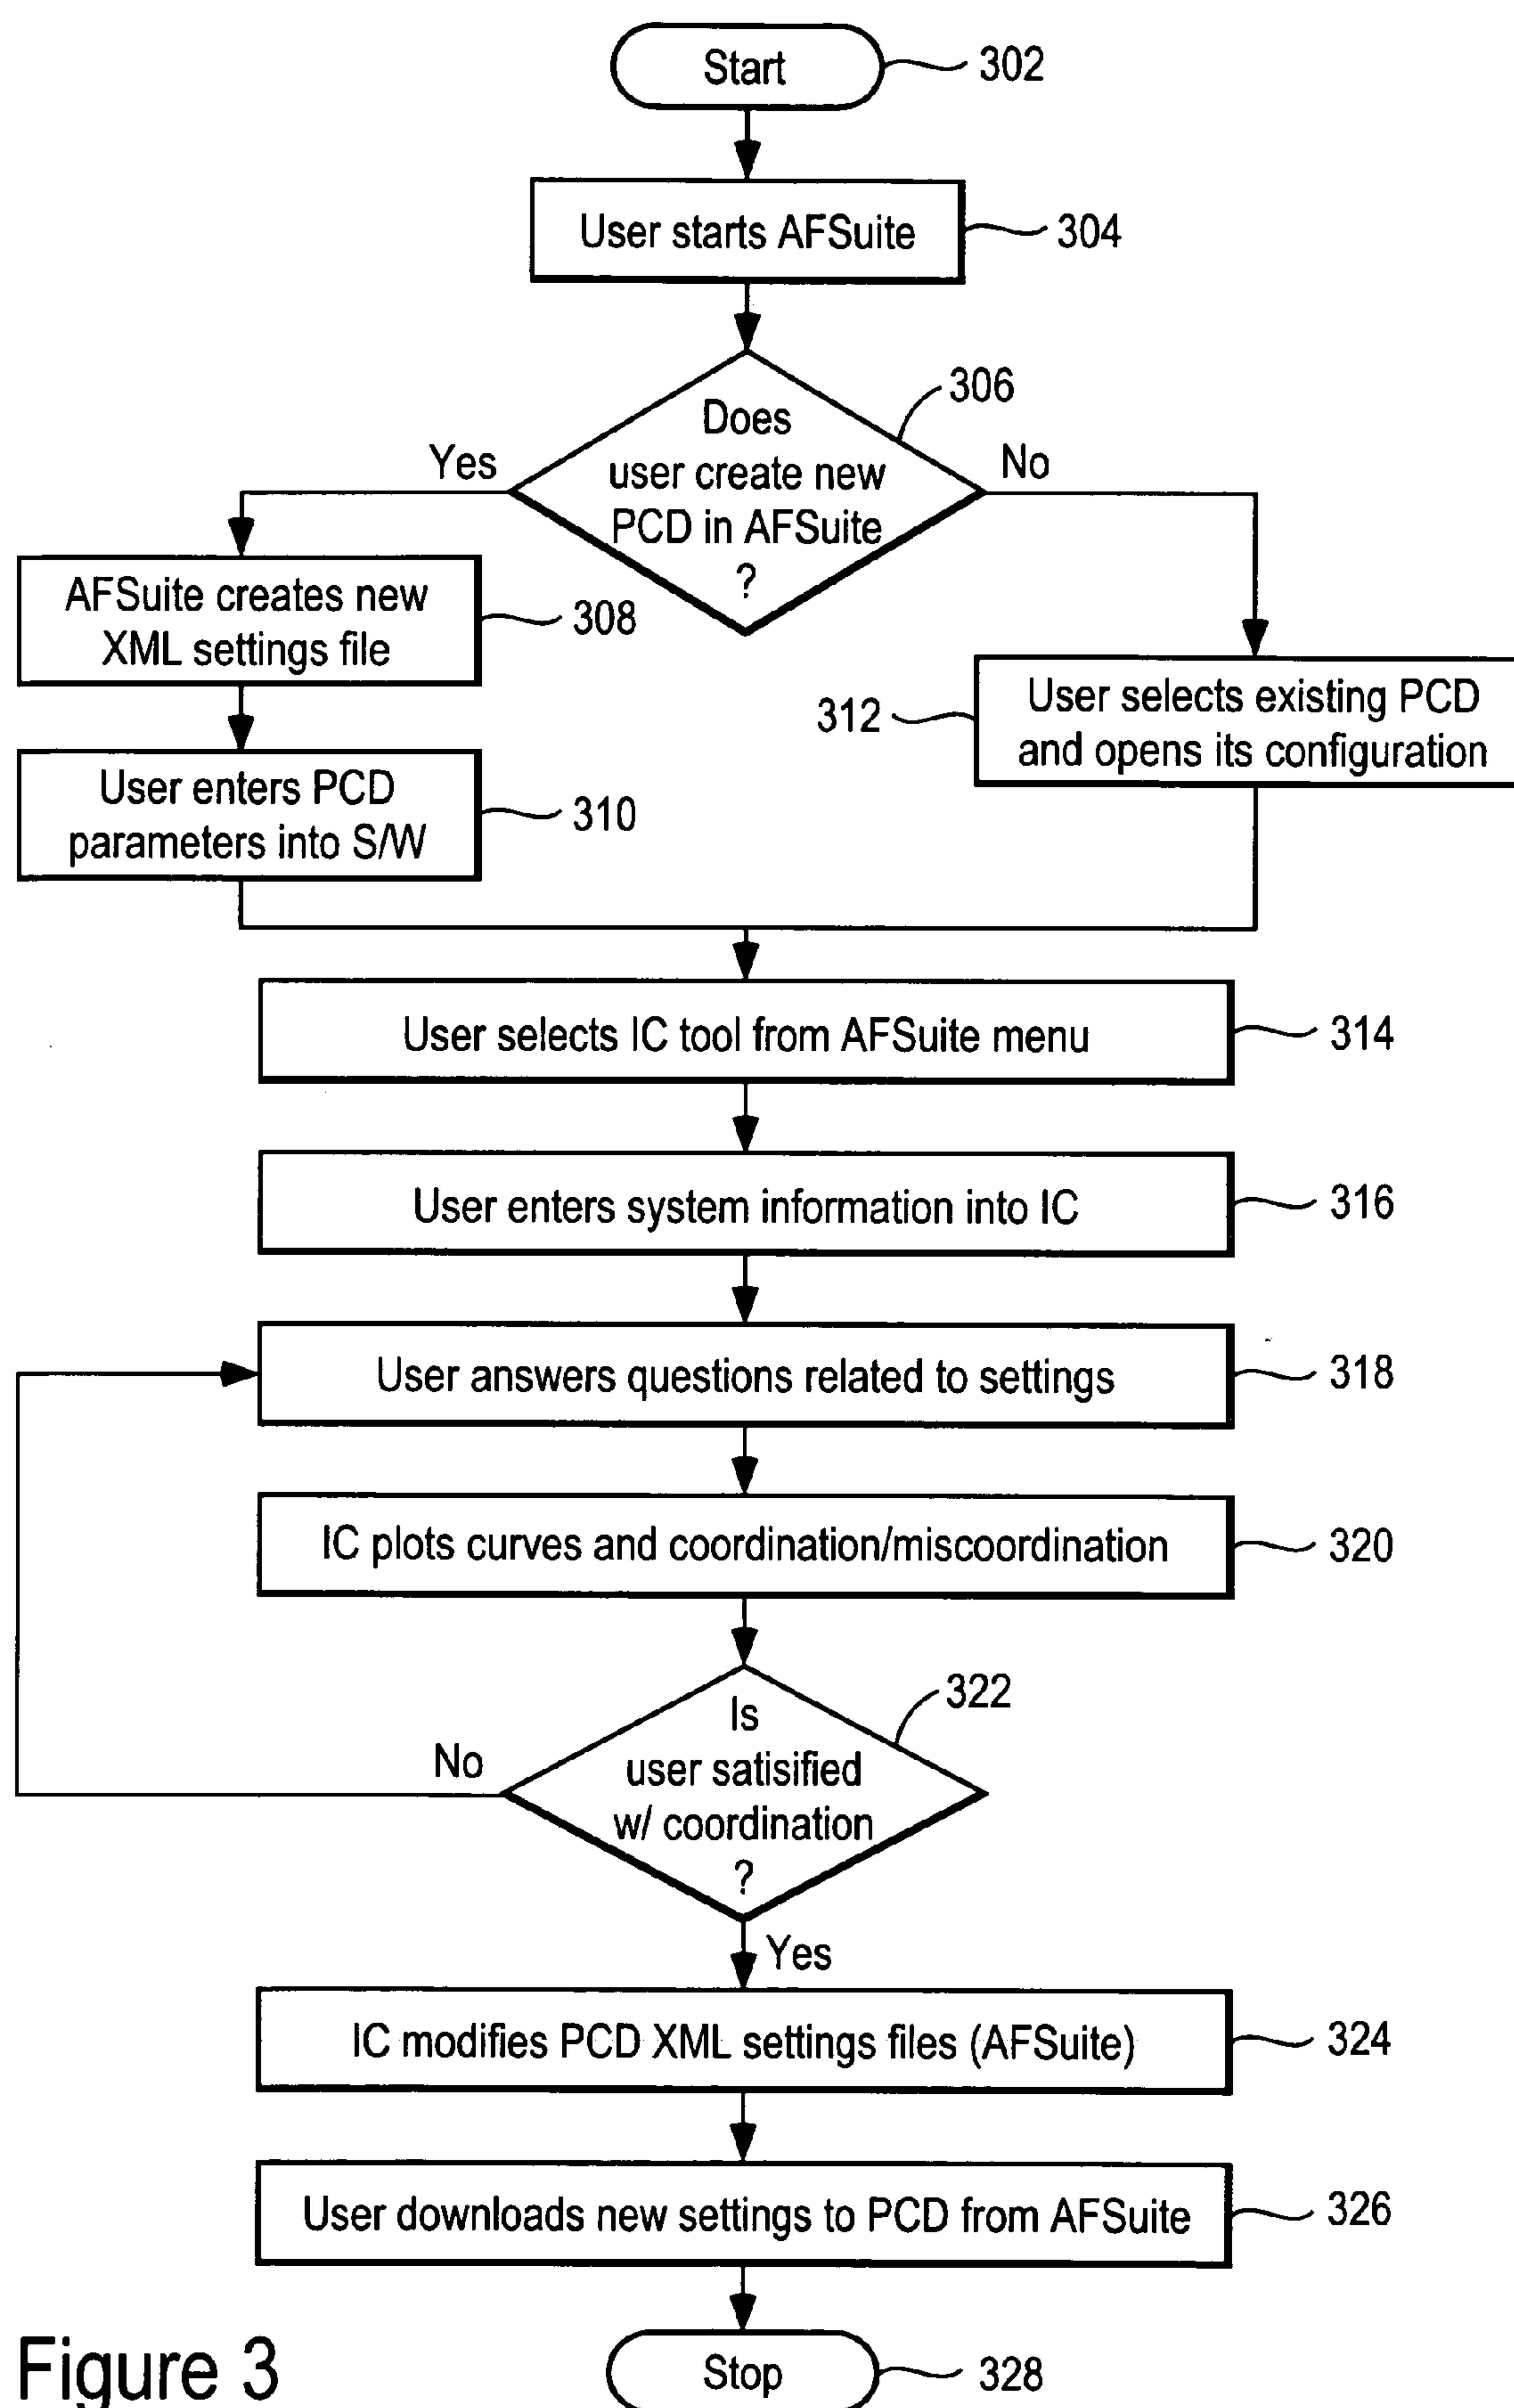 Start
302
User starts AFSuite
304
306
Does
user create new
PCD in AFSuite
?
Yes
No
AFSuite creates new
XML settings file
308
User enters PCD
parameters into S/W
310
312
User selects existing PCD
and opens its configuration
User selects IC tool from AFSuite menu
314
User enters system information into IC
316
User answers questions related to settings
318
IC plots curves and coordination/miscoordination
320
322
Is
user satisified
w/ coordination
?
No
Yes
IC modifies PCD XML settings files (AFSuite)
324
User downloads new settings to PCD from AFSuite
326
Stop
328
Figure 3